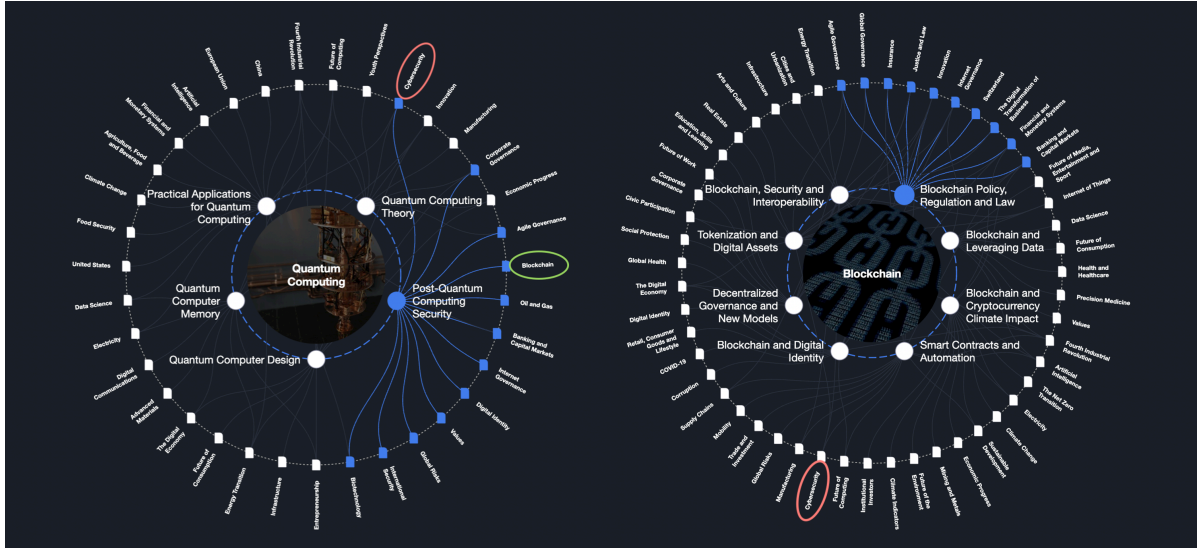 Quantum
Computing
Practical Applications
for Quantum
Computing
Quantum Computing
Theory
Post-Quantum
Computing
Security
Quantum Computer Design
Quantum
Computer
Memory
Youth Perspectives
Cybersecurity
Innovation
Manufacturing
Corporate
Governance
Economic Progress
Agile Governance
Blockchain
Oil and Gas
Banking and
Capital Markets
Internet
Governance
Digital Identity
Values
Global Risks
International
Security
Biotechnology
Entrepreneurship
Infrastructure
Energy Transition
Future of
Consumption
The Digital
Economy
Advanced
Materials
Digital
Communications
Electricity
Data Science
United States
Food Security
Climate Change
Agriculture, Food
and Beverage
Financial and
Monetary Systems
Artificial
Intelligence
European Union
China
Fourth Industrial
Revolution
Future of
Computing
Blockchain
Blockchain, Security and
Interoperability
Blockchain Policy,
Regulation and Law
Blockchain and
Leveraging Data
Blockchain and
Cryptocurrency
Climate Impact
Smart Contracts and
Automation
Blockchain and Digital
Identity
Decentralized
Governance and
New Models
Tokenization and
Digital Assets
Agile Governance
Global Governance
Insurance
Justice and Law
Innovation
Internet
Governance
Switzerland
The Digital
Transformation of
Business
Financial and
Monetary Systems
Banking and
Capital Markets
Future of Media,
Entertainment and
Sport
Internet of Things
Data Science
Future of
Consumption
Health and
Healthcare
Precision Medicine
Values
Fourth Industrial
Revolution
Artificial
Intelligence
The Net Zero
Transition
Electricity
Climate Change
Sustainable
Development
Economic Progress
Mining and Metals
Future of the
Environment
Climate Indicators
Institutional
Investors
Future of
Computing
Cybersecurity
Manufacturing
Global Risks
Trade and
Investment
Mobility
Supply Chains
Corruption
COVID-19
Retail, Consumer
Goods and
Lifestyle
Digital Identity
The Digital
Economy
Global Health
Social Protection
Civic Participation
Corporate
Governance
Future of Work
Education, Skills
and Learning
Real Estate
Arts and Culture
Infrastructure
Cities and
Urbanization
Energy Transition